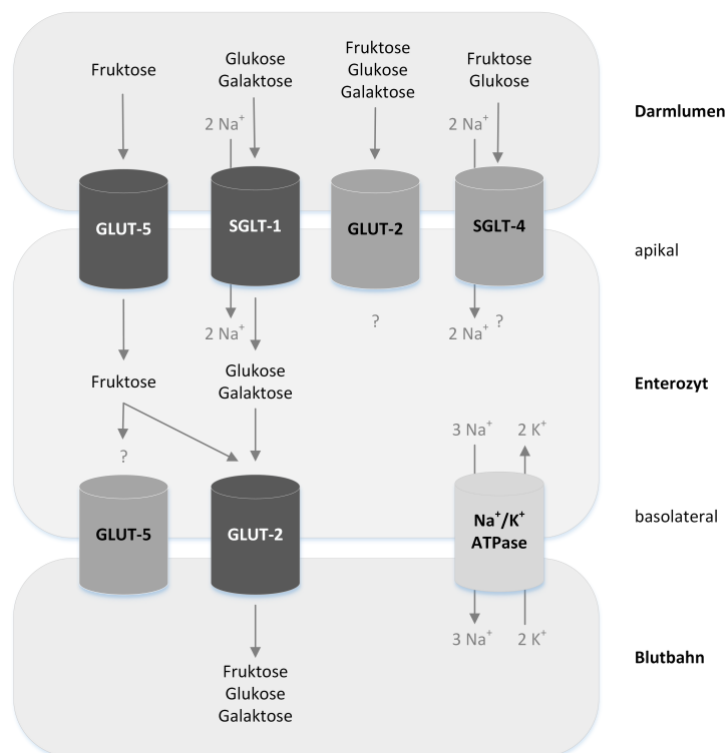 Fruktose
Glukose
Galaktose
Fruktose
Glukose
Galaktose
Fruktose
Glukose
2 Na⁺
2 Na⁺
Darmlumen
GLUT-5
SGLT-1
GLUT-2
SGLT-4
apikal
2 Na⁺
?
2 Na⁺
?
Fruktose
Glukose
Galaktose
Enterozyt
?
3 Na⁺
2 K⁺
GLUT-5
GLUT-2
Na⁺/K⁺
ATPase
basolateral
3 Na⁺
2 K⁺
Fruktose
Glukose
Galaktose
Blutbahn